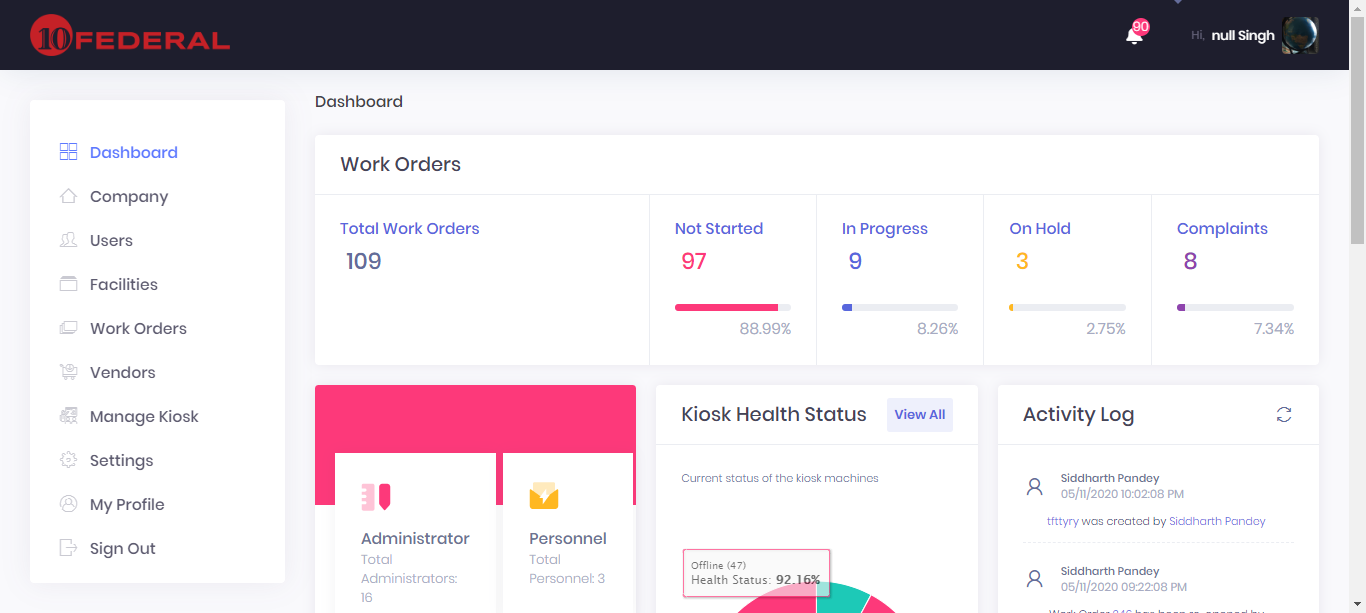 10 FEDERAL
90
Hi, null Singh
Dashboard
Company
Users
Facilities
Work Orders
Vendors
Manage Kiosk
Settings
My Profile
Sign Out
Dashboard
Work Orders
Total Work Orders
109
Not Started
97
88.99%
In Progress
9
8.26%
On Hold
3
2.75%
Complaints
8
7.34%
Administrator
Total
Administrators:
16
Personnel
Total
Personnel: 3
Kiosk Health Status
View All
Current status of the kiosk machines
Offline (47)
Health Status: 92.16%
Activity Log
Siddharth Pandey
05/11/2020 10:02:08 PM
tfttyry was created by Siddharth Pandey
Siddharth Pandey
05/11/2020 09:22:08 PM